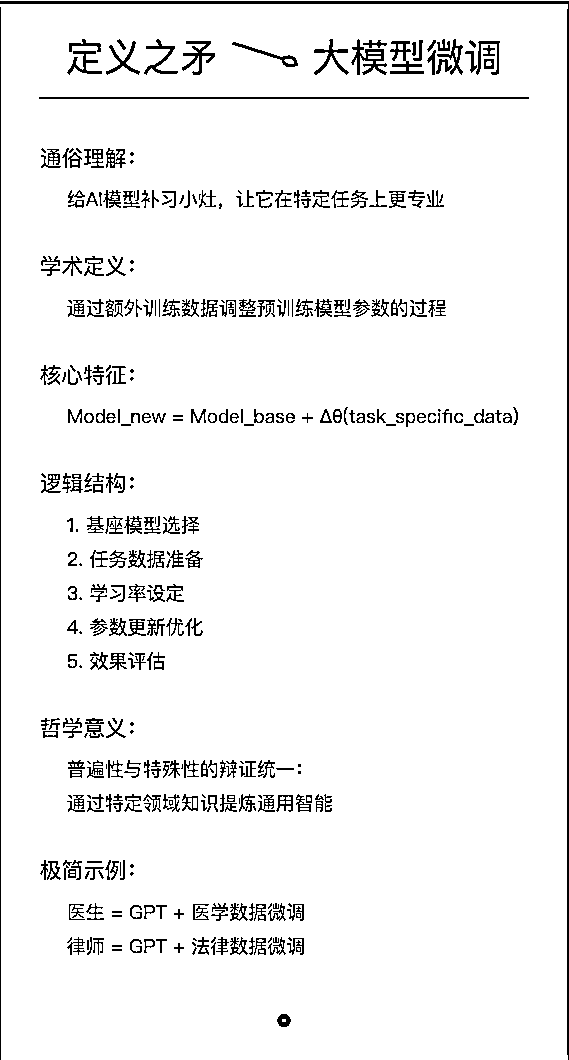 定义之矛 大模型微调
通俗理解：
给AI模型补习小灶，让它在特定任务上更专业
学术定义：
通过额外训练数据调整预训练模型参数的过程
核心特征：
Model_new = Model_base + Δθ(task_specific_data)
逻辑结构：
1. 基座模型选择
2. 任务数据准备
3. 学习率设定
4. 参数更新优化
5. 效果评估
哲学意义：
普遍性与特殊性的辩证统一：
通过特定领域知识提炼通用智能
极简示例：
医生 = GPT + 医学数据微调
律师 = GPT + 法律数据微调